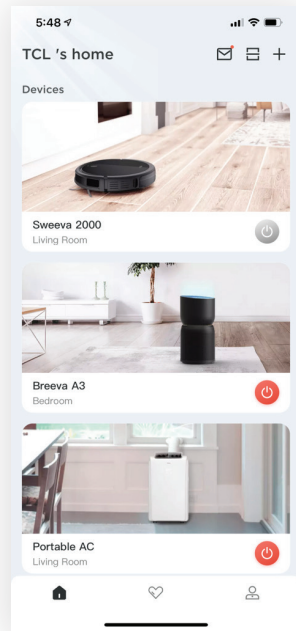 5:48
TCL 's home
Devices
Sweeva 2000
Living Room
Breeva A3
Bedroom
Portable AC
Living Room